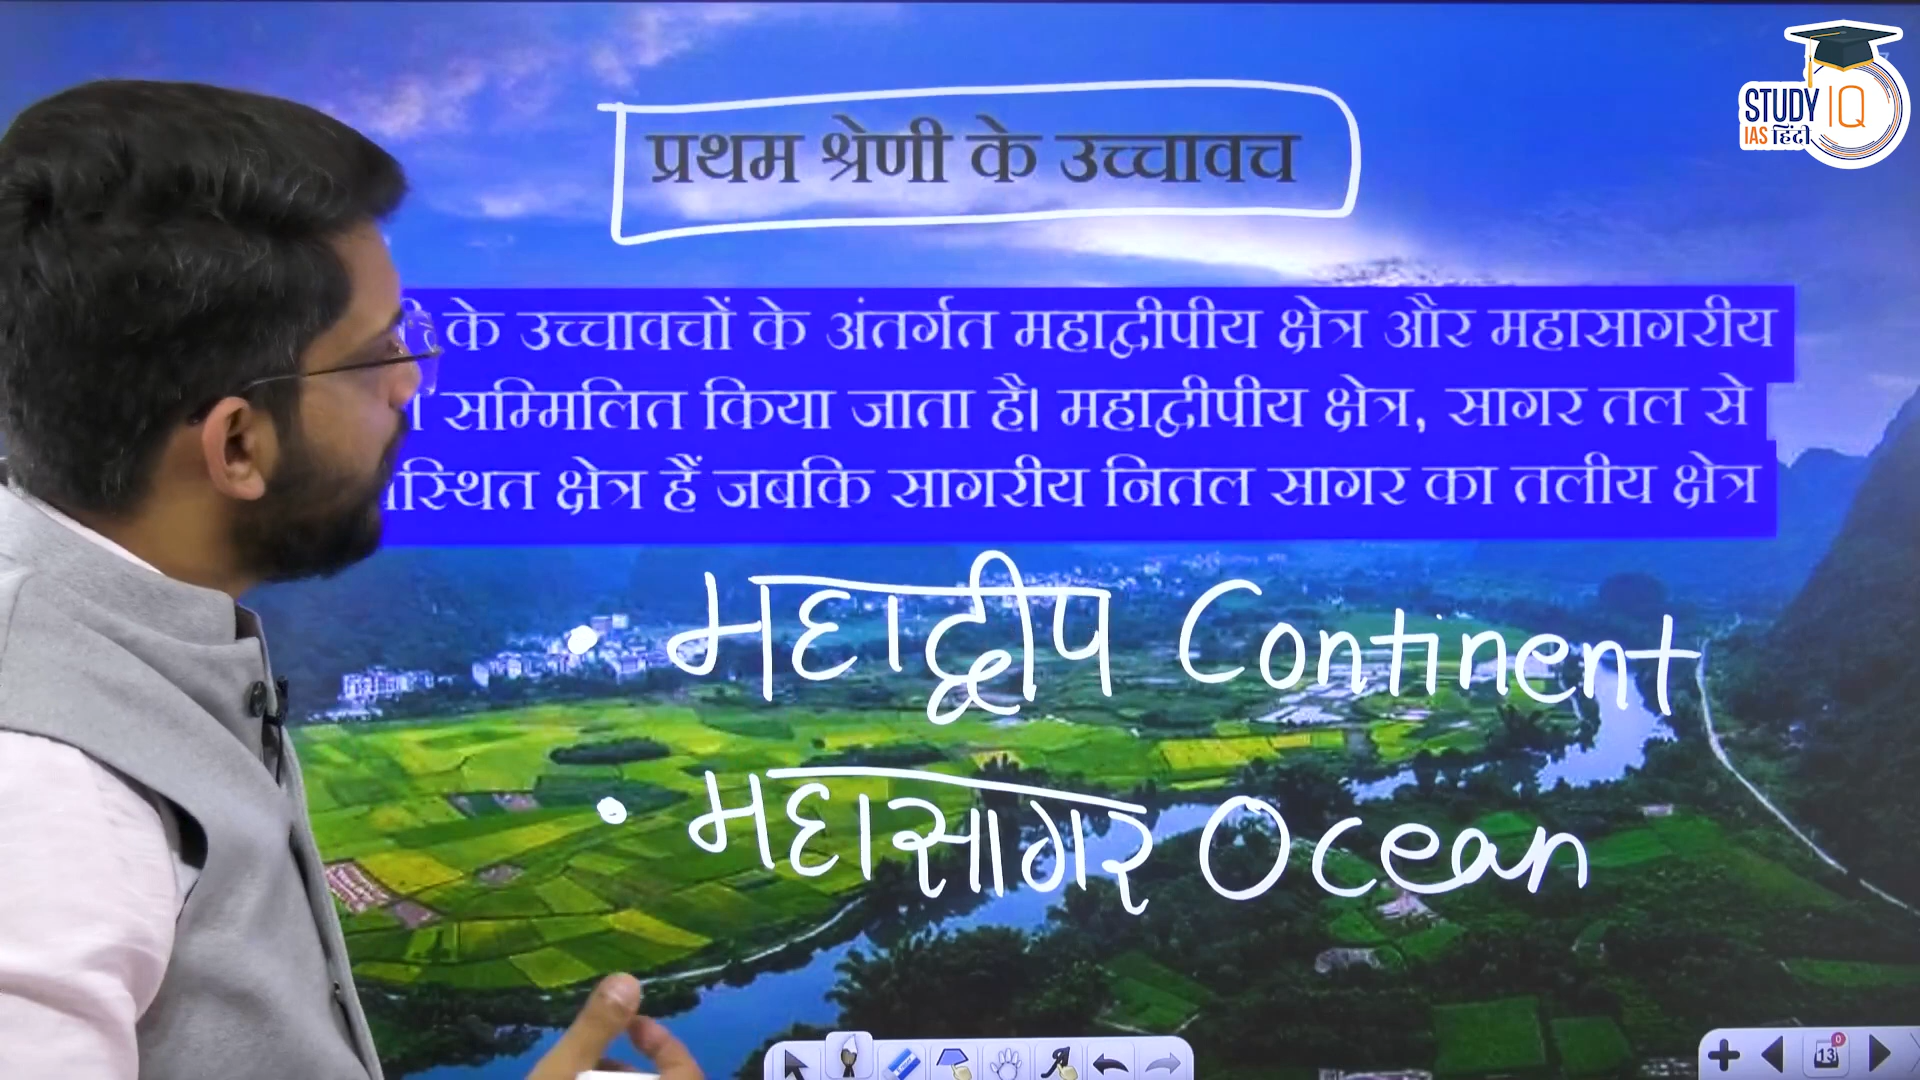 STUDY IQ
IAS हिंदी
प्रथम श्रेणी के उच्चावच
के उच्चावचों के अंतर्गत महाद्वीपीय क्षेत्र और महासागरीय
सम्मिलित किया जाता है। महाद्वीपीय क्षेत्र, सागर तल से
स्थित क्षेत्र हैं जबकि सागरीय नितल सागर का तलीय क्षेत्र
• महाद्वीप Continent
• महासागर Ocean
13
0